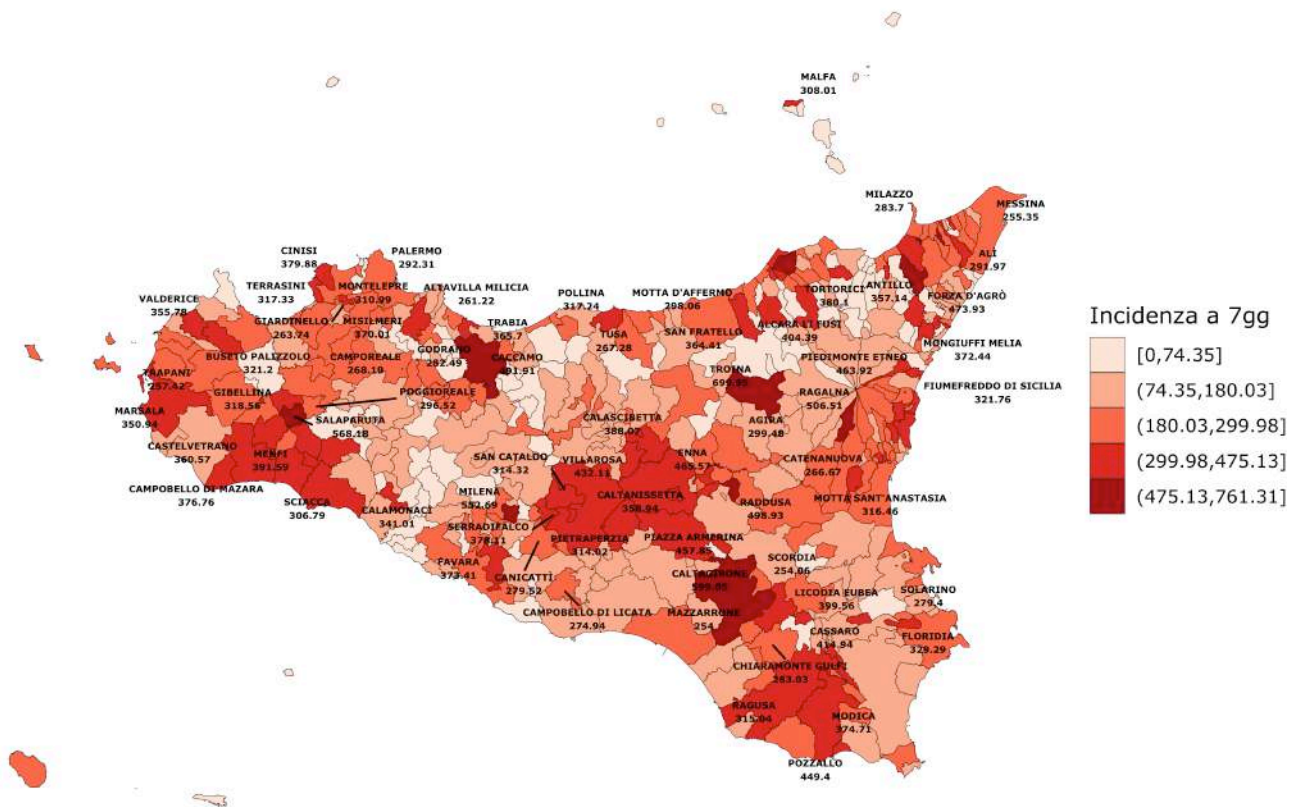 MALFA
308.01
MILAZZO
283.7
MESSINA
255.35
CINISI
379.88
PALERMO
292.31
ALÌ
291.97
TERRASINI
317.33
MONTELEPRE
310.99
ALTAVILLA MILICIA
261.22
POLLINA
317.24
MOTTA D'AFFERMO
298.06
TORTORICI
380.1
ANTILLO
357.14
FORZA D'AGRÒ
473.93
VALDERICE
355.78
GIARDINELLO
263.74
MISILMERI
370.01
TRABIA
365.7
TUSA
267.28
SAN FRATELLO
364.41
ALCARA LI FUSI
404.39
MONGIUFFI MELIA
372.44
BUSETO PALIZZOLO
321.2
CAMPOREALE
268.19
GODRANO
282.49
CACCAMO
TROINA
PIEDIMONTE ETNEO
463.92
FIUMEFREDDO DI SICILIA
321.76
TRAPANI
257.42
GIBELLINA
318.56
POGGIOREALE
296.52
RAGALNA
506.51
MARSALA
350.94
SALAPARUTA
568.18
CALASCIBETTA
388.07
AGIRA
299.48
CASTELVETRANO
360.57
MENFI
391.59
SAN CATALDO
314.32
VILLAROSA
432.11
ENNA
465.57
CATENANUOVA
266.67
CAMPOBELLO DI MAZARA
376.76
SCIACCA
306.79
CALAMONACI
341.01
MILENA
552.69
CALTANISSETTA
358.94
RADDUSA
498.93
MOTTA SANT'ANASTASIA
316.46
SERRADIFALCO
378.11
PIETRAPERZIA
314.02
PIAZZA ARMERINA
457.85
FAVARA
373.41
CANICATTÌ
279.52
CALTAGIRONE
SCORDIA
254.06
CAMPOBELLO DI LICATA
274.94
MAZZARRONE
254
LICODIA EUBEA
399.56
SOLARINO
279.4
CASSARO
414.94
FLORIDIA
329.29
CHIARAMONTE GULFI
283.03
RAGUSA
315.04
MODICA
374.71
POZZALLO
449.4
Incidenza a 7gg
[0,74.35]
(74.35,180.03]
(180.03,299.98]
(299.98,475.13]
(475.13,761.31]